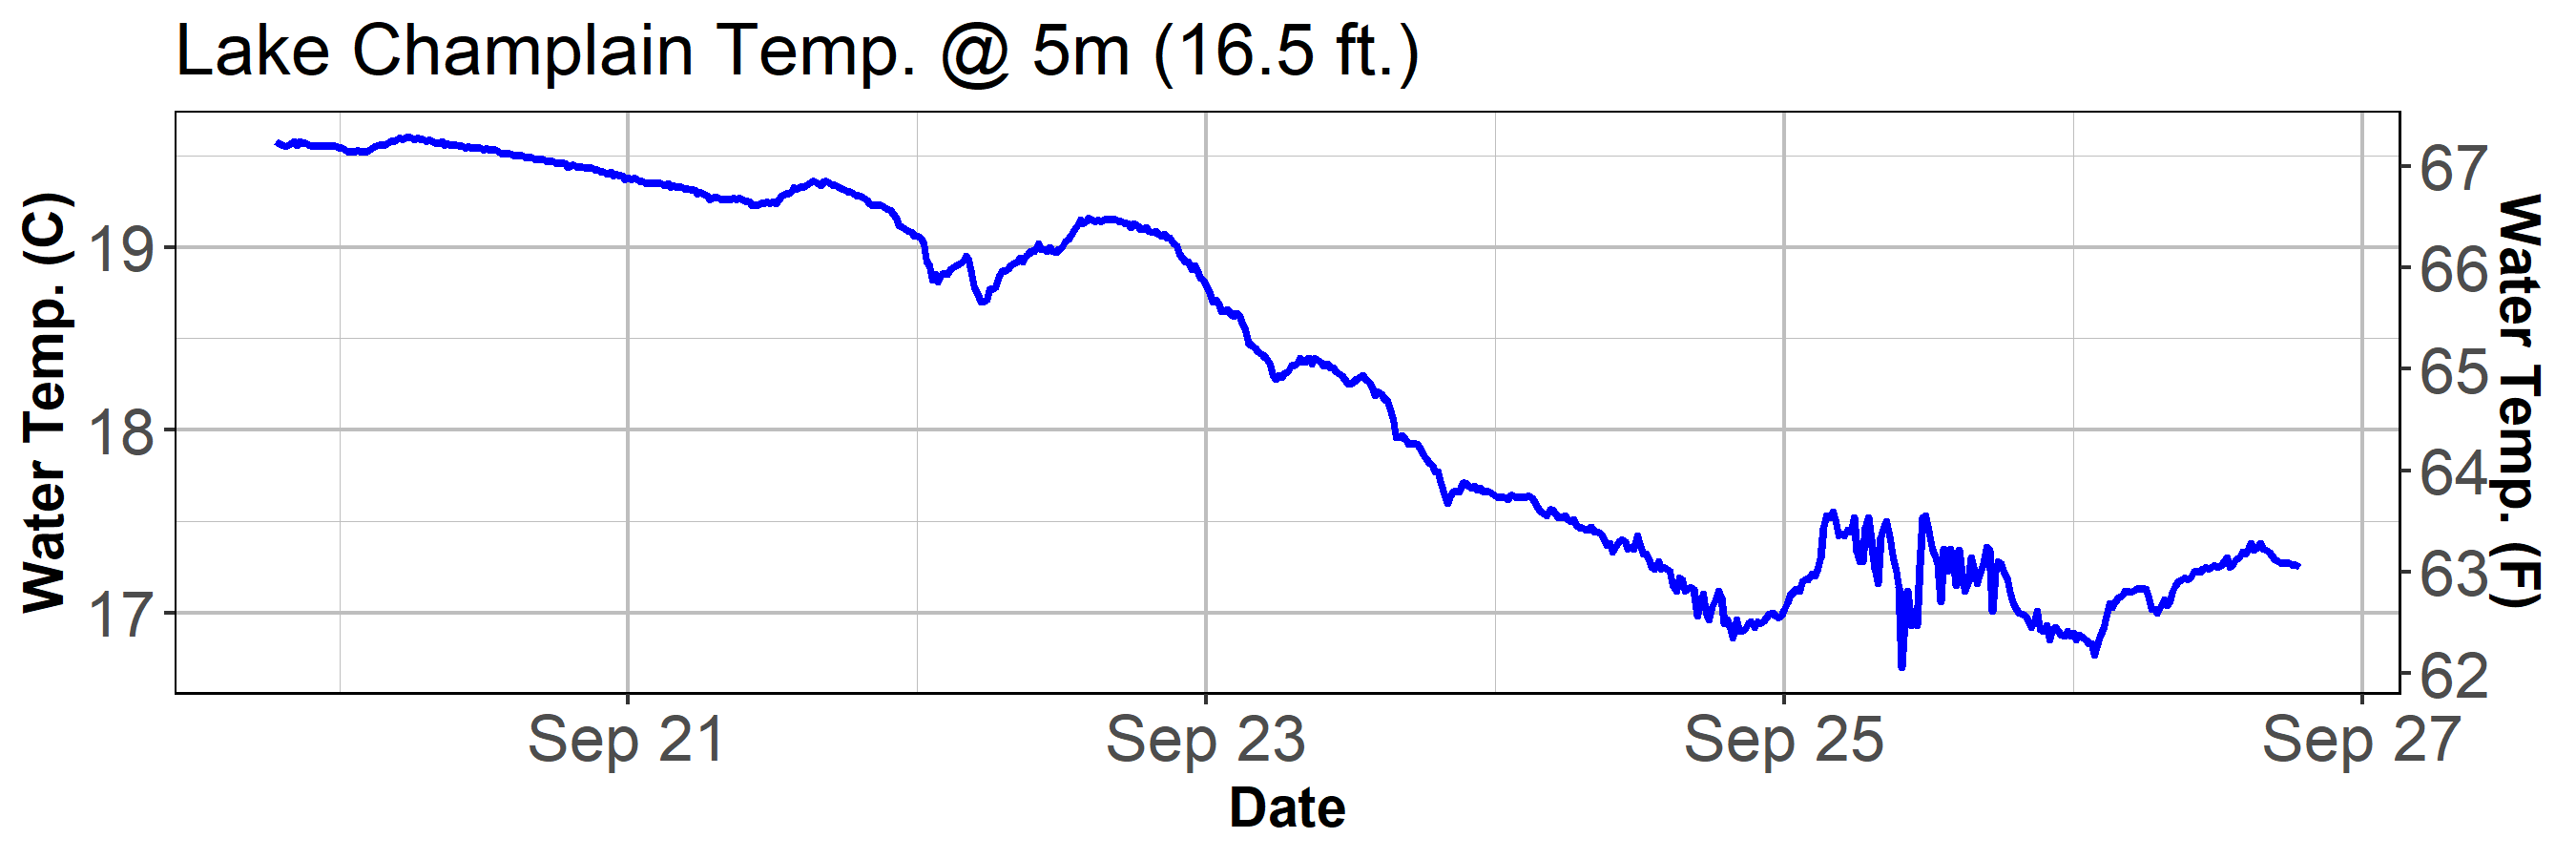 Lake Champlain Temp. @ 5m (16.5 ft.)
Water Temp. (C)
19
18
17
67
66
65
64
63
62
Water Temp. (F)
Sep 21
Sep 23
Sep 25
Sep 27
Date